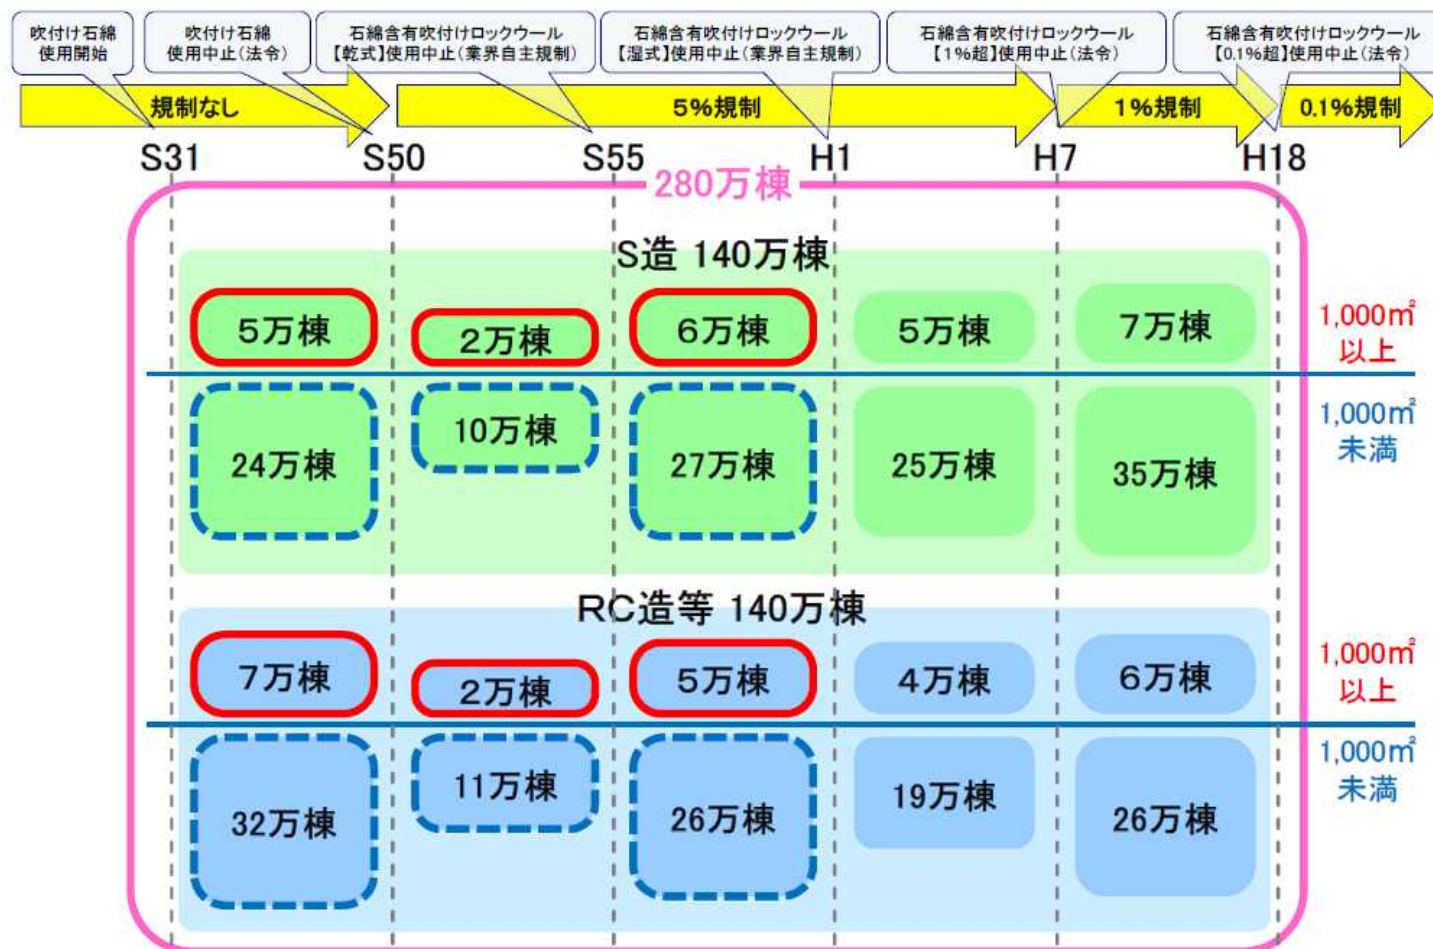 吹付け石綿
使用開始
吹付け石綿
使用中止(法令)
石綿含有吹付けロックウール
【乾式】使用中止(業界自主規制)
石綿含有吹付けロックウール
【湿式】使用中止(業界自主規制)
石綿含有吹付けロックウール
【1%超】使用中止(法令)
石綿含有吹付けロックウール
【0.1%超】使用中止(法令)
規制なし
5%規制
1%規制
0.1%規制
S31
S50
S55
H1
H7
H18
280万棟
S造 140万棟
5万棟
2万棟
6万棟
5万棟
7万棟
1,000㎡
以上
24万棟
10万棟
27万棟
25万棟
35万棟
1,000㎡
未満
RC造等 140万棟
7万棟
2万棟
5万棟
4万棟
6万棟
1,000㎡
以上
32万棟
11万棟
26万棟
19万棟
26万棟
1,000㎡
未満